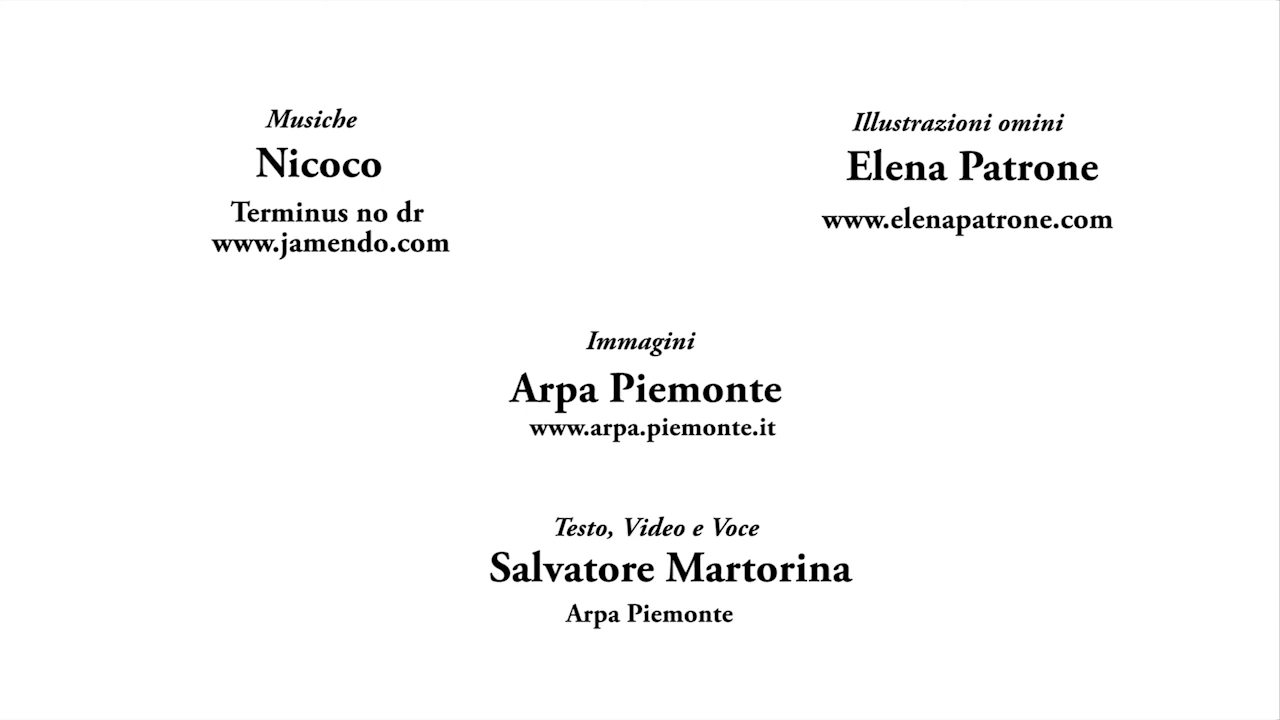 Musiche
Nicoco
Terminus no dr
www.jamendo.com
Illustrazioni omini
Elena Patrone
www.elenapatrone.com
Immagini
Arpa Piemonte
www.arpa.piemonte.it
Testo, Video e Voce
Salvatore Martorina
Arpa Piemonte